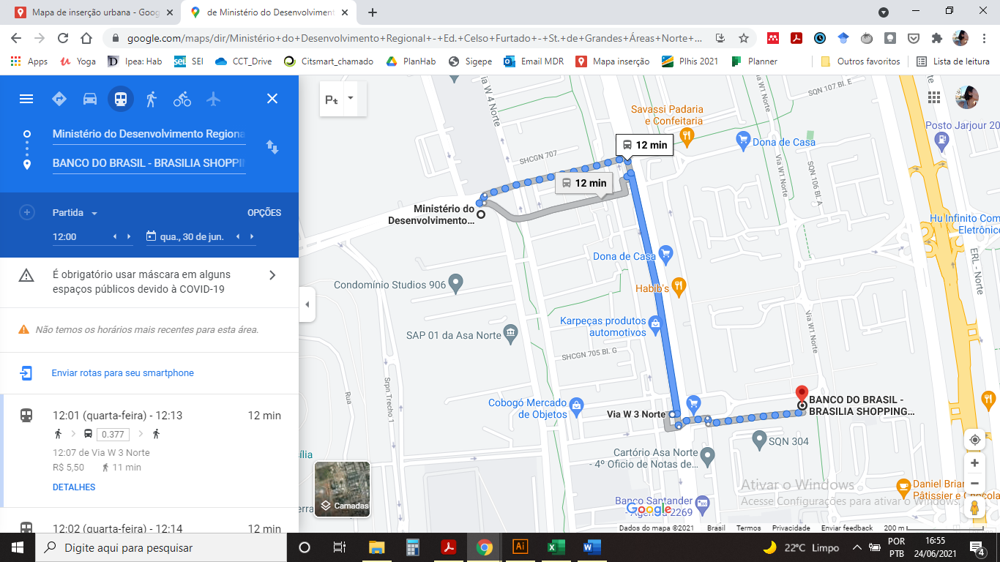 Mapa de inserção urbana - Goog
de Ministério do Desenvolviment
google.com/maps/dir/Ministério+do+Desenvolvimento+Regional+-+Ed.+Celso+Furtado+-+St.+de+Grandes+Áreas+Norte+...
Apps
Yoga
Ipea: Hab
SEI
CCT_Drive
Citsmart_chamado
PlanHab
Sigepe
Email MDR
Mapa inserção
Plhis 2021
Planner
Outros favoritos
Lista de leitura
Ministério do Desenvolvimento Regiona
BANCO DO BRASIL - BRASILIA SHOPPIN
Partida
OPÇÕES
12:00
qua., 30 de jun.
É obrigatório usar máscara em alguns
espaços públicos devido à COVID-19
Não temos os horários mais recentes para esta área.
Enviar rotas para seu smartphone
12:01 (quarta-feira) - 12:13
12 min
0.377
12:07 de Via W 3 Norte
R$ 5,50
11 min
DETALHES
12:02 (quarta-feira) - 12:14
12 min
Via W 4 Norte
Via W1 Norte
SQN 107 Bl. E
Savassi Padaria
e Confeitaria
Posto Jarjour 20
12 min
Dona de Casa
SHCGN 707
12 min
Via W1 Norte
SQN 106 Bl. A
Ministério do
Desenvolvimento...
Hu Infinito Com
Eletrônico
Dona de Casa
ERL - Norte
Condomínio Studios 906
Habib's
Karpeças produtos
automotivos
Via W1 Norte
SAP 01 da Asa Norte
SHCGN 705 Bl. G
Srpn Trecho 1
Rua
Cobogó Mercado
de Objetos
BANCO DO BRASIL -
BRASILIA SHOPPING...
Via W 3 Norte
SQN 304
Cartório Asa Norte
- 4º Oficio de Notas de...
ília
Ativar o Windows
Acesse Configurações para ativar o Windows.
Daniel Brian
Pâtissier e Chocola
Banco Santander
- Agência 2269
erra
Camadas
Google
Dados do mapa ©2021
Brasil
Termos
Privacidade
Enviar feedback
200 m
Digite aqui para pesquisar
22°C Limpo
POR
PTB
16:55
24/06/2021
4